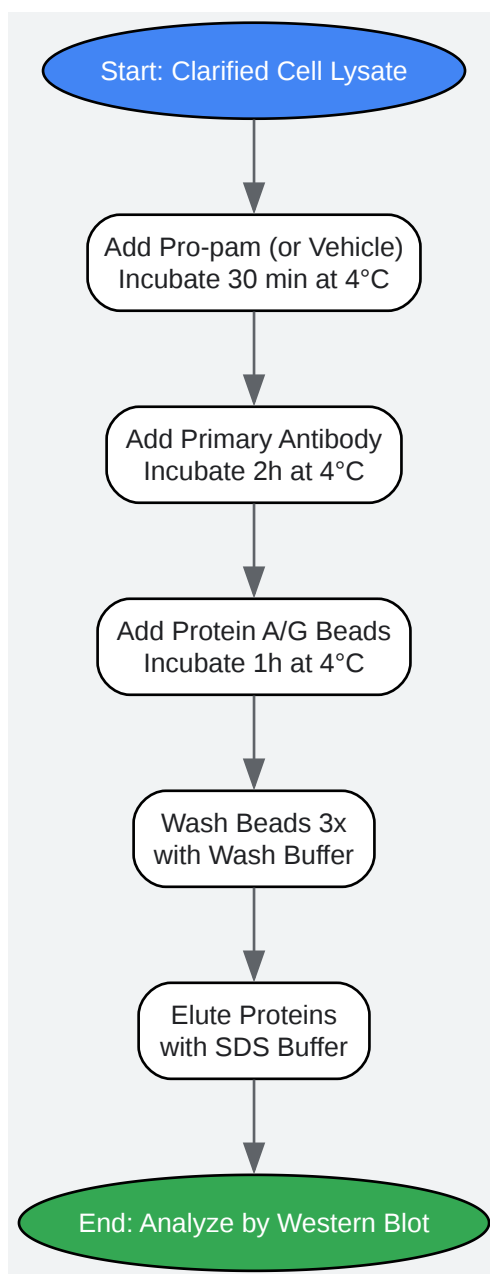 Start: Clarified Cell Lysate
Add Pro-pam (or Vehicle)
Incubate 30 min at 4°C
Add Primary Antibody
Incubate 2h at 4°C
Add Protein A/G Beads
Incubate 1h at 4°C
Wash Beads 3x
with Wash Buffer
Elute Proteins
with SDS Buffer
End: Analyze by Western Blot